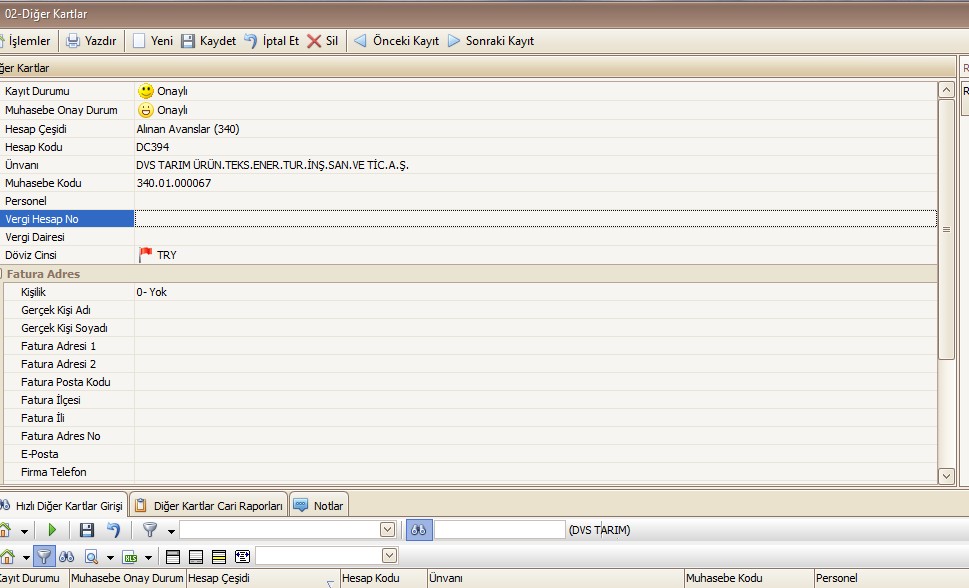 02-Diğer Kartlar
İşlemler Yazdır Yeni Kaydet İptal Et Sil Önceki Kayıt Sonraki Kayıt
ğer Kartlar
Kayıt Durumu Onaylı
Muhasebe Onay Durum Onaylı
Hesap Çeşidi Alınan Avanslar (340)
Hesap Kodu DC394
Ünvanı DVS TARIM ÜRÜN.TEKS.ENER.TUR.İNŞ.SAN.VE TİC.A.Ş.
Muhasebe Kodu 340.01.000067
Personel
Vergi Hesap No
Vergi Dairesi
Döviz Cinsi TRY
Fatura Adres
Kişilik 0- Yok
Gerçek Kişi Adı
Gerçek Kişi Soyadı
Fatura Adresi 1
Fatura Adresi 2
Fatura Posta Kodu
Fatura İlçesi
Fatura İli
Fatura Adres No
E-Posta
Firma Telefon
Hızlı Diğer Kartlar Girişi Diğer Kartlar Cari Raporları Notlar
(DVS TARIM)
XLS
Kayıt Durumu Muhasebe Onay Durum Hesap Çeşidi Hesap Kodu Ünvanı Muhasebe Kodu Personel